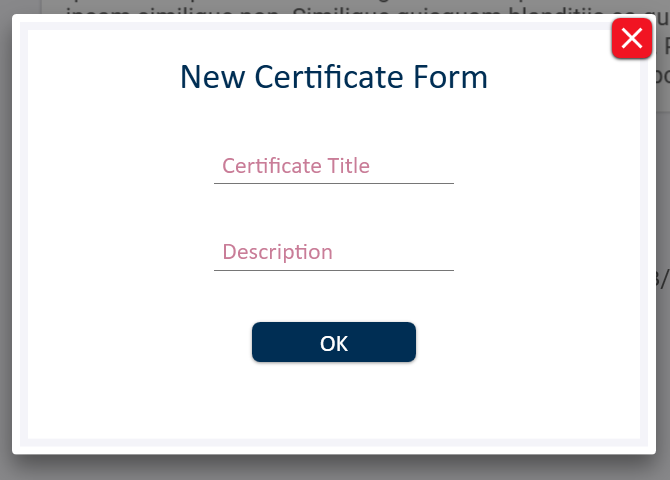 New Certificate Form
Certificate Title
Description
OK